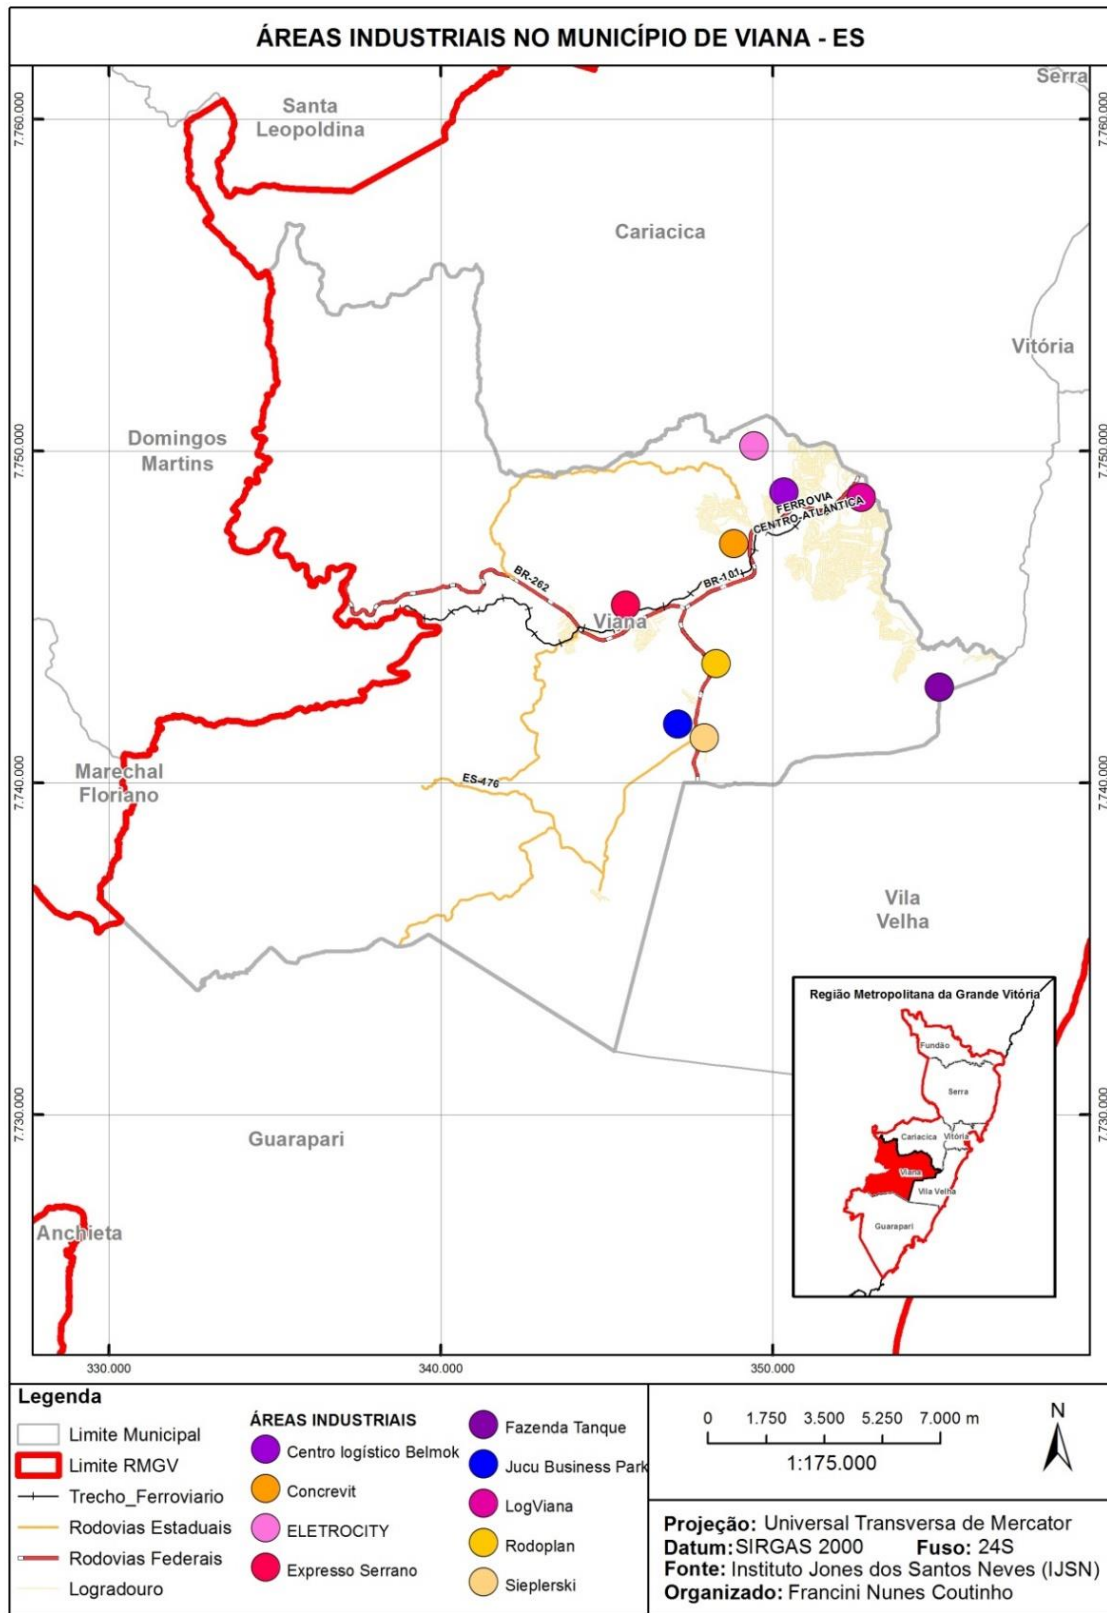 ÁREAS INDUSTRIAIS NO MUNICÍPIO DE VIANA - ES
Serra
Santa
Leopoldina
7.760.000
7.760.000
Cariacica
Vitória
Domingos
Martins
7.750.000
7.750.000
FERROVIA
CENTRO-ATLÂNTICA
BR-262
BR-101
Viana
7.740.000
7.740.000
Marechal
Floriano
ES-476
Vila
Velha
7.730.000
7.730.000
Guarapari
Anchieta
Região Metropolitana da Grande Vitória
Fundão
Serra
Cariacica
Vitória
Viana
Vila Velha
Guarapari
330.000
340.000
350.000
Legenda
Limite Municipal
Limite RMGV
Trecho_Ferroviario
Rodovias Estaduais
Rodovias Federais
Logradouro
ÁREAS INDUSTRIAIS
Centro logístico Belmok
Concrevit
ELETROCITY
Expresso Serrano
Fazenda Tanque
Jucu Business Park
LogViana
Rodoplan
Sieplerski
0 1.750 3.500 5.250 7.000 m
1:175.000
N
Projeção: Universal Transversa de Mercator
Datum: SIRGAS 2000 Fuso: 24S
Fonte: Instituto Jones dos Santos Neves (IJSN)
Organizado: Francini Nunes Coutinho